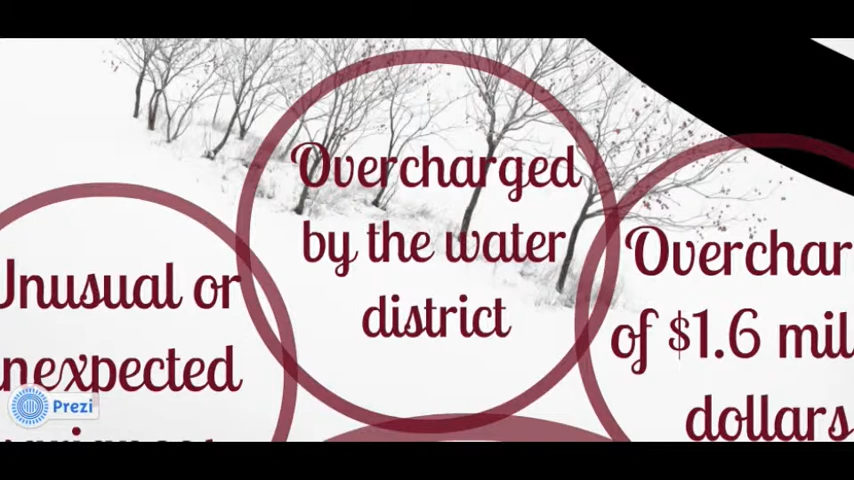 Overcharged
by the water
district
Unusual or
nexpected
Overchar
of $1.6 mil
dollars
Prezi